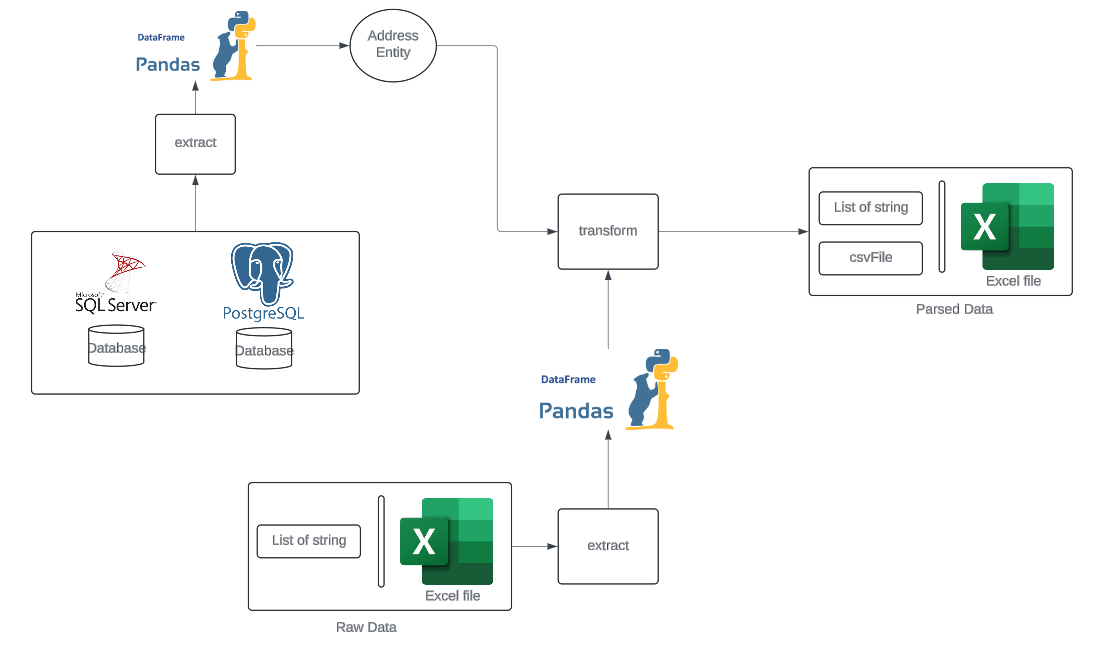 DataFrame
Pandas
Address
Entity
extract
transform
List of string
csvFile
X
Excel file
Parsed Data
Microsoft
SQL Server
Database
PostgreSQL
Database
DataFrame
Pandas
List of string
X
Excel file
Raw Data
extract